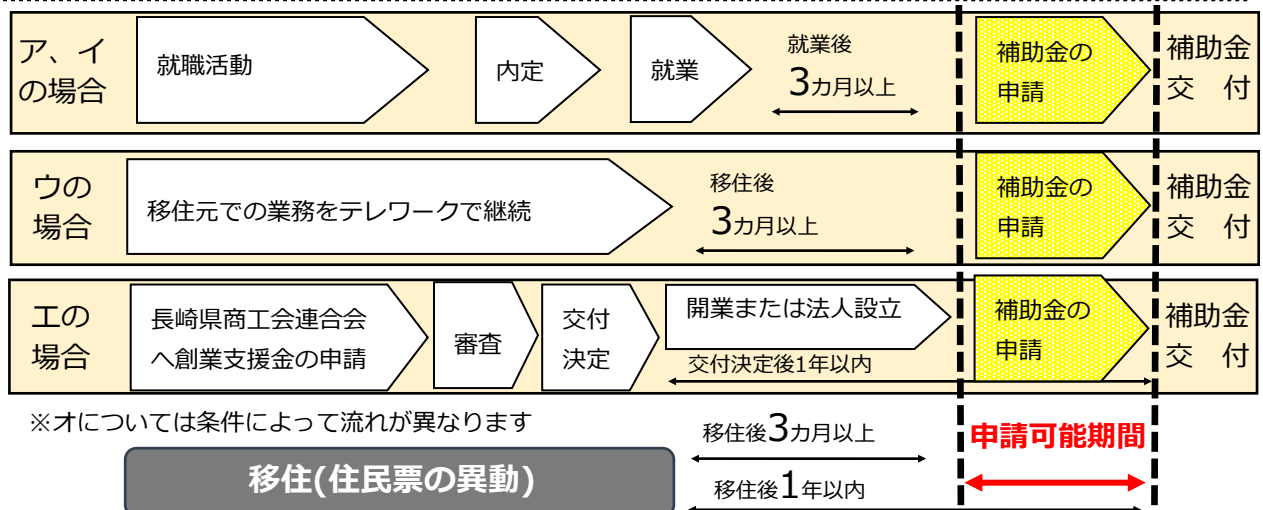 ア、イ
の場合
就職活動
内定
就業
就業後
3カ月以上
補助金の
申請
補助金
交 付
ウの
場合
移住元での業務をテレワークで継続
移住後
3カ月以上
補助金の
申請
補助金
交 付
エの
場合
長崎県商工会連合会
へ創業支援金の申請
審査
交付
決定
開業または法人設立
交付決定後1年以内
補助金の
申請
補助金
交 付
※オについては条件によって流れが異なります
移住(住民票の異動)
移住後3カ月以上
移住後1年以内
申請可能期間